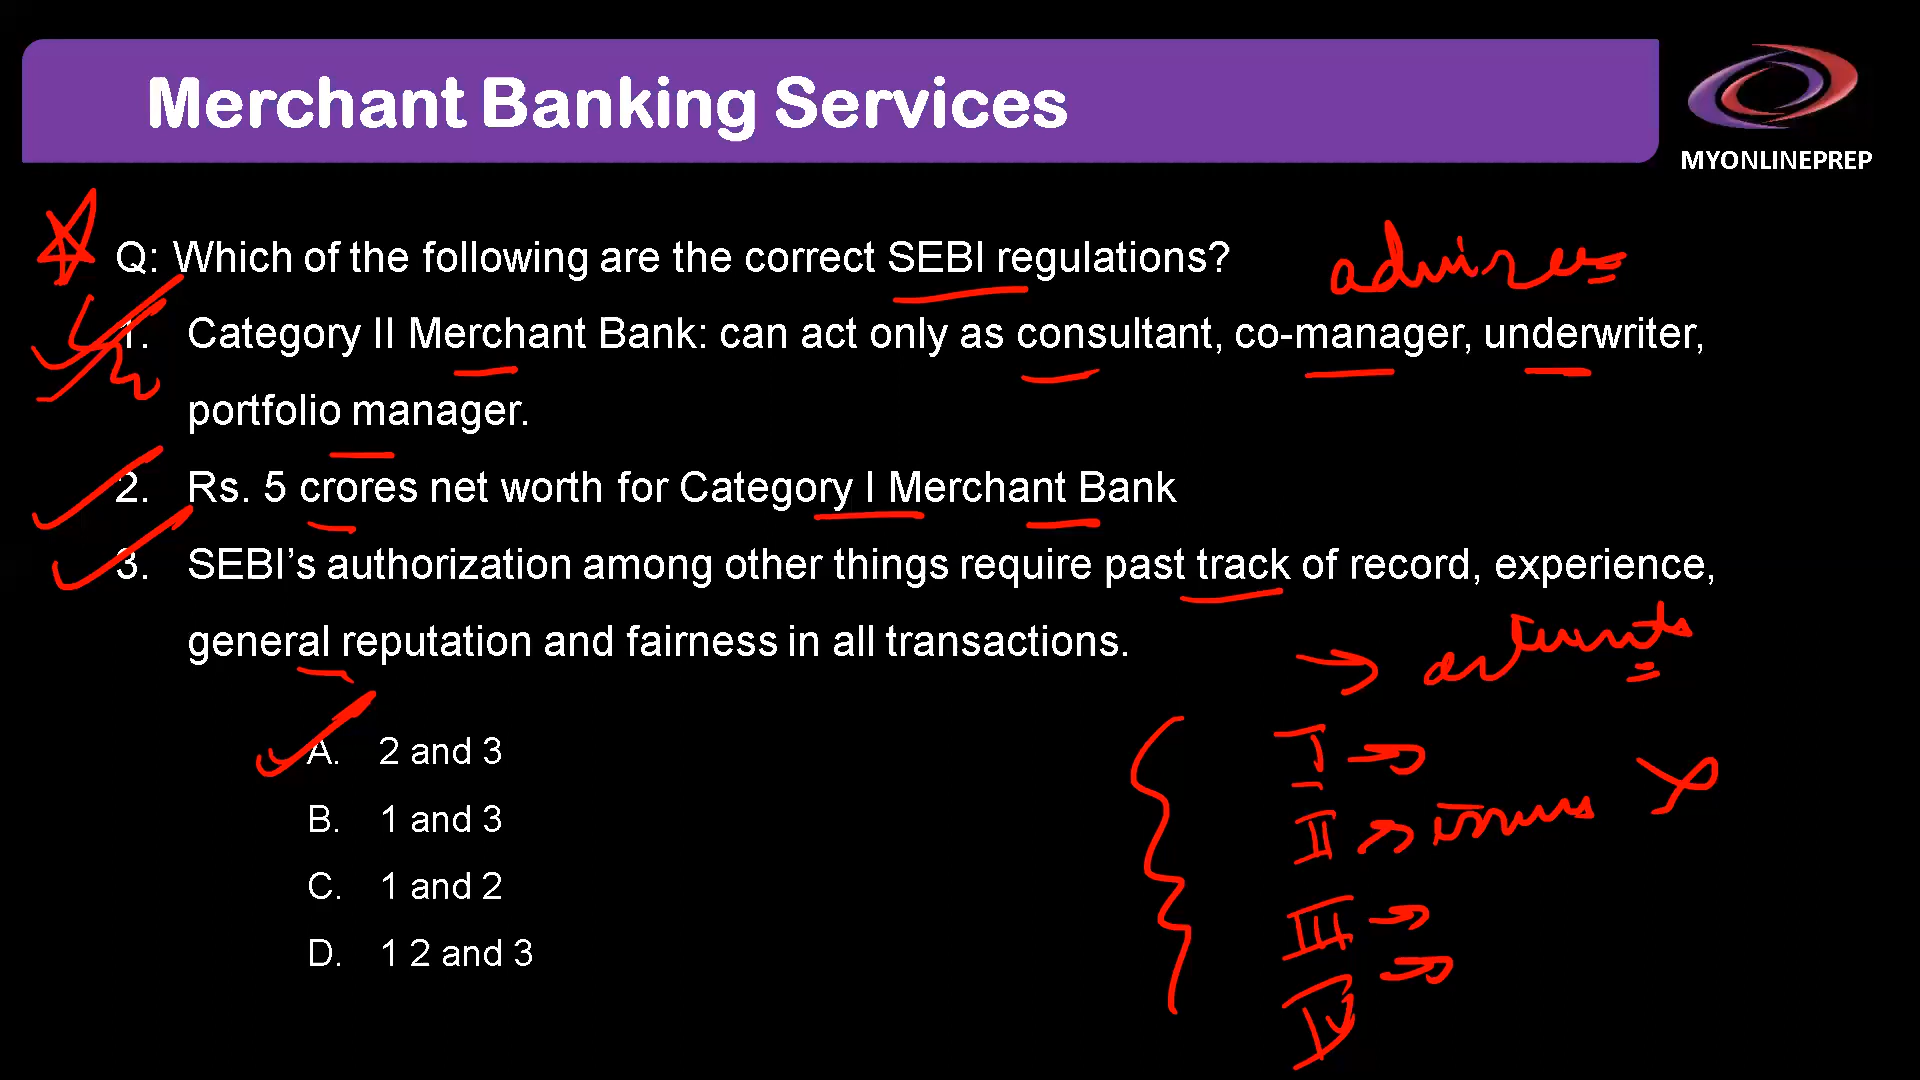 Merchant Banking Services
MYONLINEPREP
Q: Which of the following are the correct SEBI regulations?
1. Category II Merchant Bank: can act only as consultant, co-manager, underwriter,
portfolio manager.
2. Rs. 5 crores net worth for Category I Merchant Bank
3. SEBI’s authorization among other things require past track of record, experience,
general reputation and fairness in all transactions.
A. 2 and 3
B. 1 and 3
C. 1 and 2
D. 1 2 and 3
I
II
III
IV